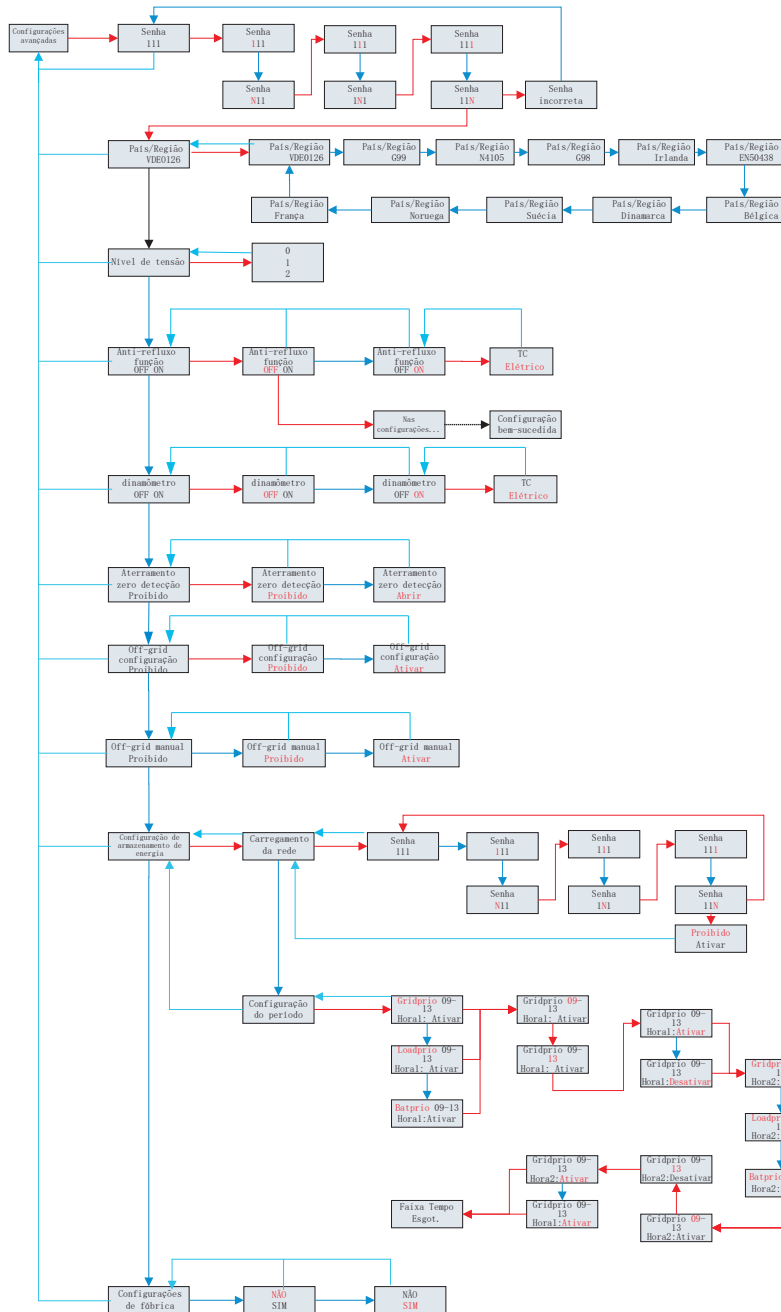 Configurações
avançadas
Senha
111
Senha
111
Senha
111
Senha
111
Senha
N11
Senha
1N1
Senha
11N
Senha
incorreta
País/Região
VDE0126
País/Região
VDE0126
País/Região
G99
País/Região
N4105
País/Região
G98
País/Região
Irlanda
País/Região
EN50438
País/Região
França
País/Região
Noruega
País/Região
Suécia
País/Região
Dinamarca
País/Região
Bélgica
Nível de tensão
0
1
2
Anti-refluxo
função
OFF ON
Anti-refluxo
função
OFF ON
Anti-refluxo
função
OFF ON
TC
Elétrico
Nas
configurações...
Configuração
bem-sucedida
dinamômetro
OFF ON
dinamômetro
OFF ON
dinamômetro
OFF ON
TC
Elétrico
Aterramento
zero detecção
Proibido
Aterramento
zero detecção
Proibido
Aterramento
zero detecção
Abrir
Off-grid
configuração
Proibido
Off-grid
configuração
Proibido
Off-grid
configuração
Ativar
Off-grid manual
Proibido
Off-grid manual
Proibido
Off-grid manual
Ativar
Configuração de
armazenamento de
energia
Carregamento
da rede
Senha
111
Senha
111
Senha
111
Senha
111
Senha
N11
Senha
1N1
Senha
11N
Proibido
Ativar
Configuração
do período
Gridprio 09-
13
Hora1: Ativar
Gridprio 09-
13
Hora1: Ativar
Gridprio 09-
13
Hora1:Ativar
Loadprio 09-
13
Hora1: Ativar
Gridprio 09-
13
Hora1: Ativar
Gridprio 09-
13
Hora1:Desativar
Gridpr
1
Hora2:
Batprio 09-13
Hora1:Ativar
Loadpr
1
Hora2:
Gridprio 09-
13
Hora2:Ativar
Gridprio 09-
13
Hora2:Desativar
Batprio
Hora2:
Faixa Tempo
Esgot.
Gridprio 09-
13
Hora1:Ativar
Gridprio 09-
13
Hora2:Ativar
Configurações
de fábrica
NÃO
SIM
NÃO
SIM